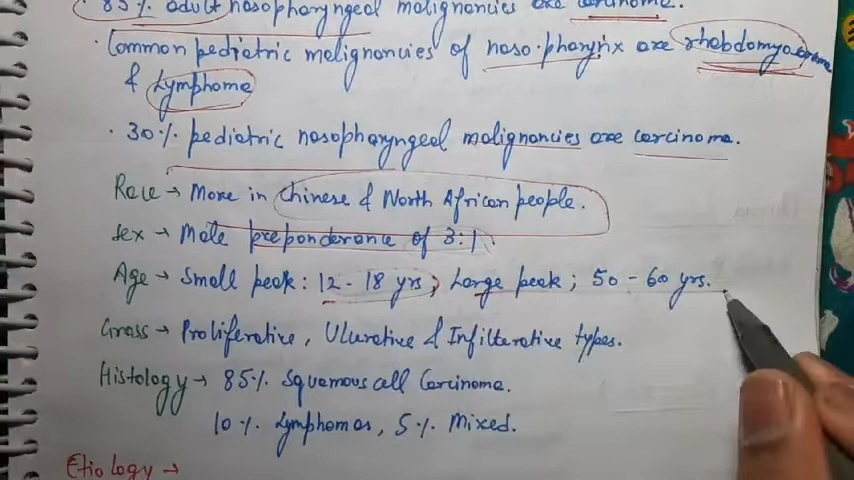 · 85% adult nasopharyngeal malignancies are carcinoma.
· Common pediatric malignancies of naso-pharynx are rhabdomyosarcoma
& Lymphoma
· 30% pediatric nasopharyngeal malignancies are carcinoma.
Race → More in Chinese & North African people.
Sex → Male preponderance of 3:1.
Age → Small peak: 12-18 yrs, Large peak; 50-60 yrs.
Gross → Proliferative, Ulcerative & Infilterative types.
Histology → 85% Squamous cell Carcinoma.
10% Lymphomas, 5% Mixed.
Etiology →